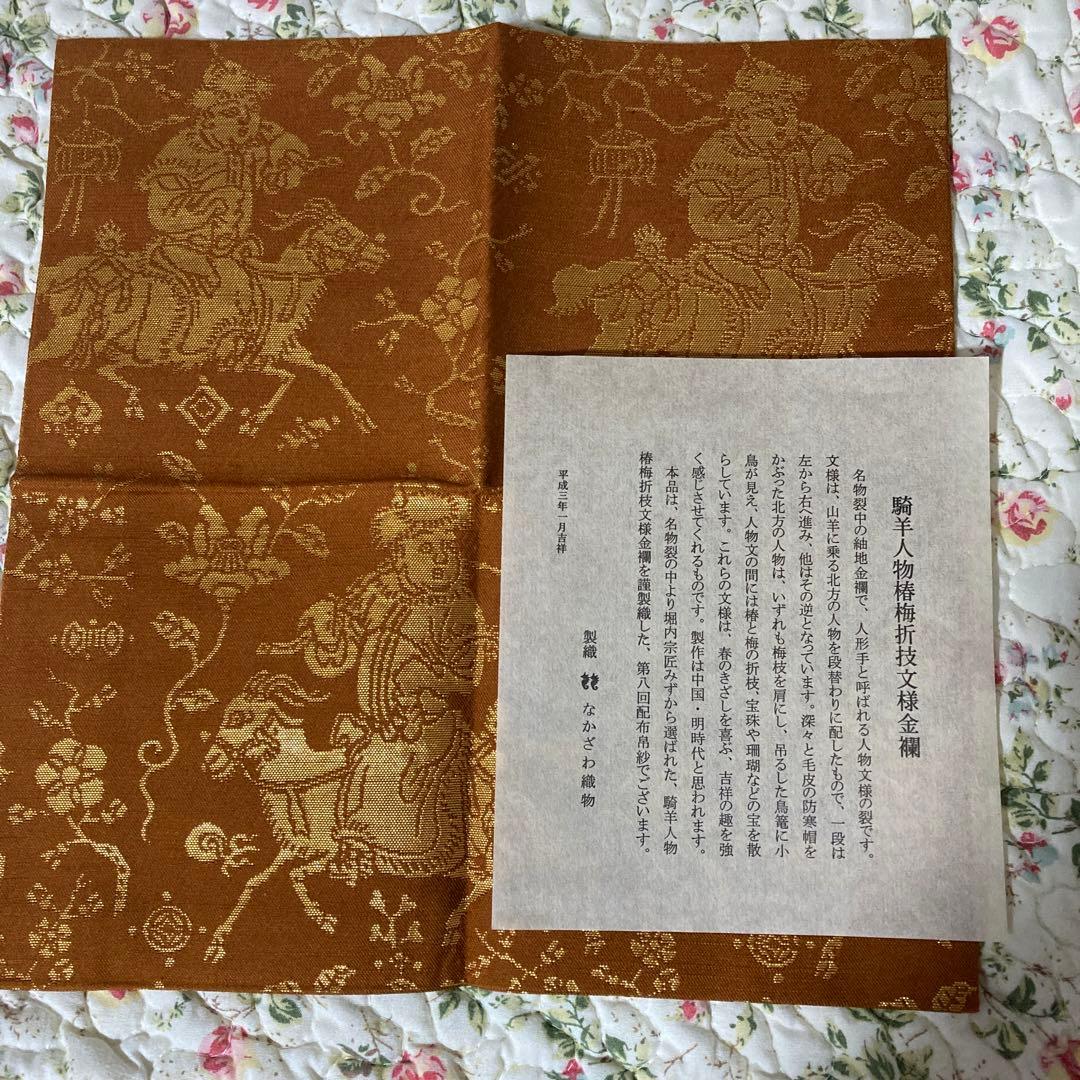 騎羊人物椿梅折技文様金襴
名物裂中の紬地金襴で、人形手と呼ばれる人物文様の裂です。
文様は、山羊に乗る北方の人物を段替わりに配したもので、一段は
左から右へ進み、他はその逆となっています。深々と毛皮の防寒帽を
かぶった北方の人物は、いずれも梅枝を肩にし、吊るした鳥篭に小
鳥が見え、人物文の間には椿と梅の折枝、宝珠や珊瑚などの宝を散
らしています。これらの文様は、春のきざしを喜ぶ、吉祥の趣を強
く感じさせてくれるものです。製作は中国・明時代と思われます。
本品は、名物裂の中より堀内宗匠みずから選ばれた、騎羊人物
椿梅折枝文様金襴を謹製織した、第八回配布帛紗でございます。
製織 なかざわ織物
平成三年一月吉祥